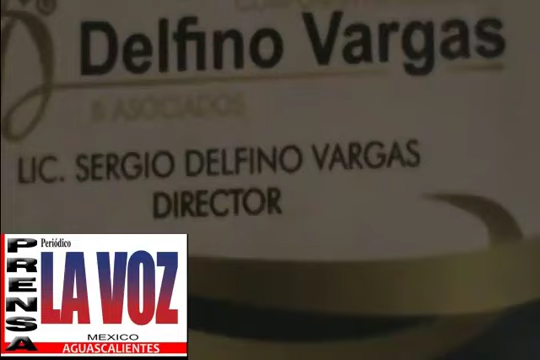 ®
Delfino Vargas
& ASOCIADOS
LIC. SERGIO DELFINO VARGAS
DIRECTOR
PRENSA
Periódico
LA VOZ
MEXICO
AGUASCALIENTES